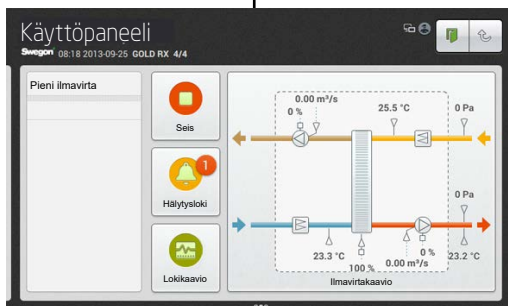 Käyttöpaneeli
Swegon 08:18 2013-09-25 GOLD RX 4/4
Pieni ilmavirta
Seis
1
Hälytysloki
Lokikaavio
0.00 m³/s
0 %
25.5 °C
0 Pa
0 Pa
23.3 °C
100 %
0.00 m³/s
0 %
23.2 °C
Ilmavirtakaavio